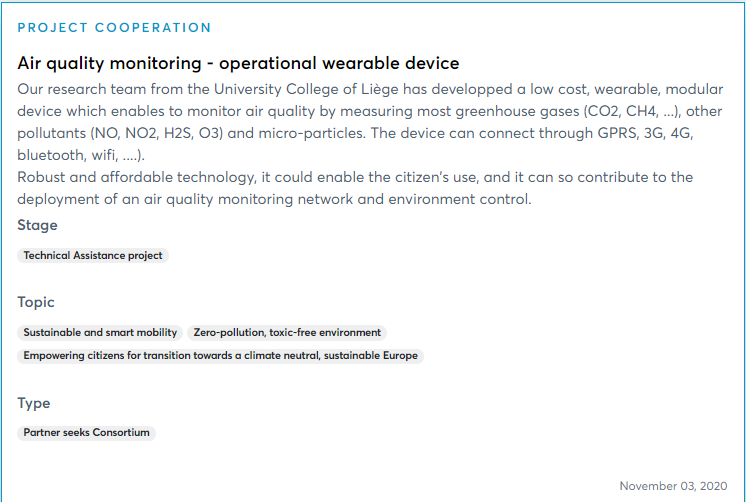 PROJECT COOPERATION
Air quality monitoring - operational wearable device
Our research team from the University College of Liège has developped a low cost, wearable, modular
device which enables to monitor air quality by measuring most greenhouse gases (CO2, CH4, ...), other
pollutants (NO, NO2, H2S, O3) and micro-particles. The device can connect through GPRS, 3G, 4G,
bluetooth, wifi, ....).
Robust and affordable technology, it could enable the citizen's use, and it can so contribute to the
deployment of an air quality monitoring network and environment control.
Stage
Technical Assistance project
Topic
Sustainable and smart mobility Zero-pollution, toxic-free environment
Empowering citizens for transition towards a climate neutral, sustainable Europe
Type
Partner seeks Consortium
November 03, 2020